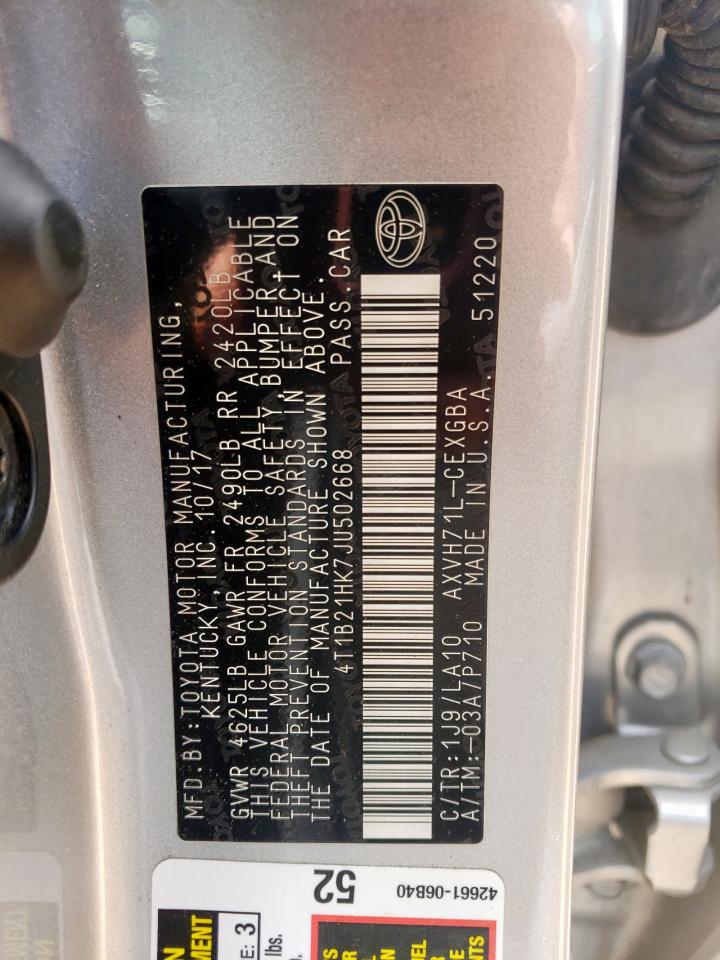 MFD.BY:TOYOTA MOTOR MANUFACTURING,
KENTUCKY, INC. 10/17
GVWR 4625LB GAWR FR 2490LB RR 2420LB
THIS VEHICLE CONFORMS TO ALL APPLICABLE
FEDERAL MOTOR VEHICLE SAFETY BUMPER, AND
THEFT PREVENTION STANDARDS IN EFFECT ON
THE DATE OF MANUFACTURE SHOWN ABOVE.
4T1B21HK7JU502668 PASS.CAR
C/TR:1J9/LA10 AXVH71L-CEXGBA
A/TM:-03A/P710 MADE IN U.S.A. 51220
52
42661-06B40
MENT
E: 3
lbs.